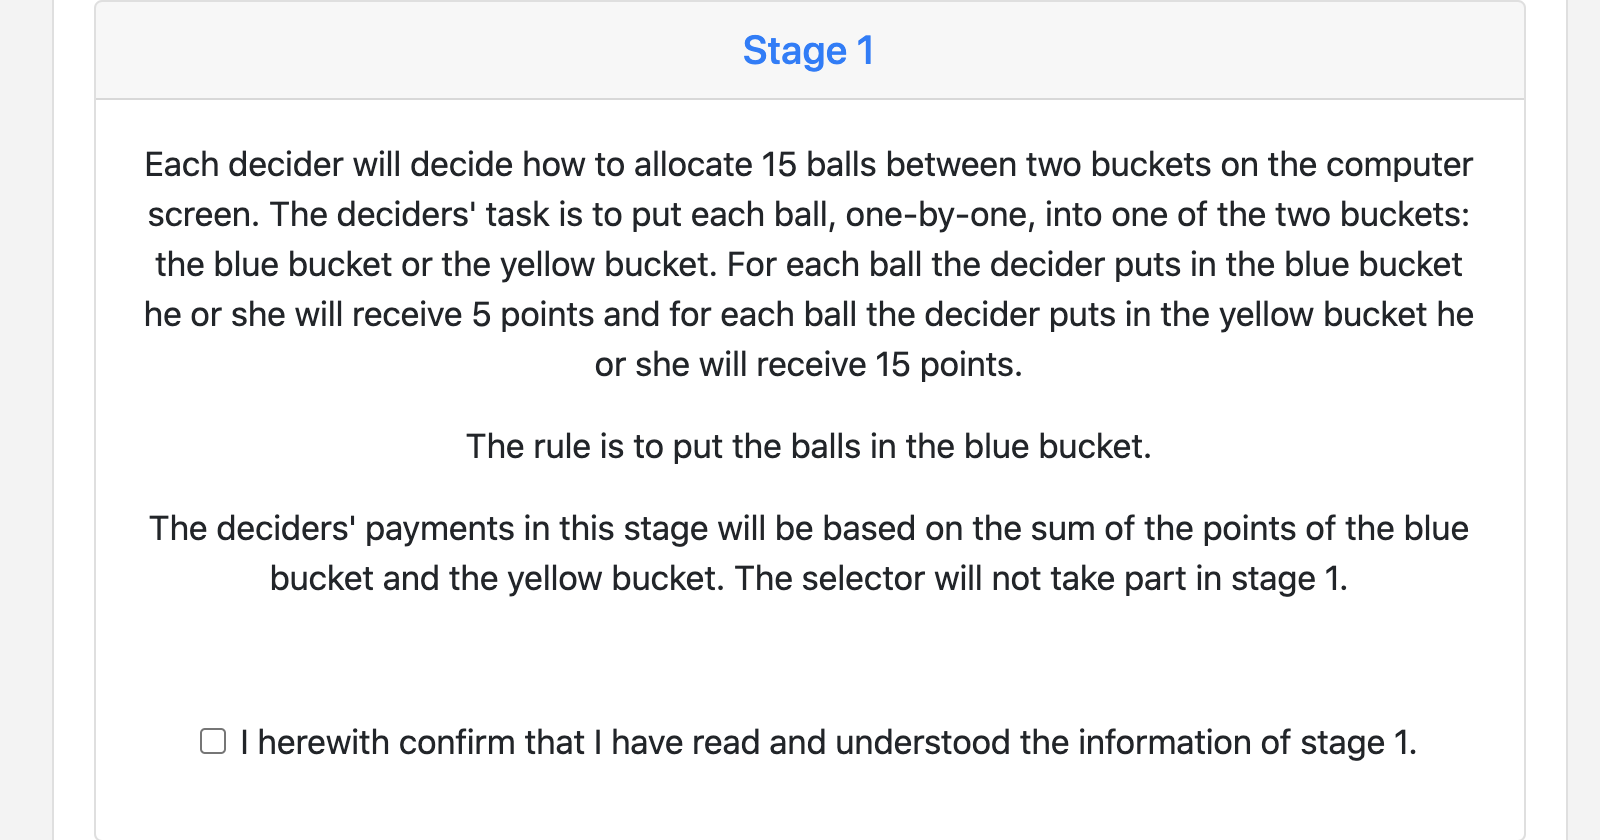 Stage 1
Each decider will decide how to allocate 15 balls between two buckets on the computer
screen. The deciders' task is to put each ball, one-by-one, into one of the two buckets:
the blue bucket or the yellow bucket. For each ball the decider puts in the blue bucket
he or she will receive 5 points and for each ball the decider puts in the yellow bucket he
or she will receive 15 points.
The rule is to put the balls in the blue bucket.
The deciders' payments in this stage will be based on the sum of the points of the blue
bucket and the yellow bucket. The selector will not take part in stage 1.
I herewith confirm that I have read and understood the information of stage 1.